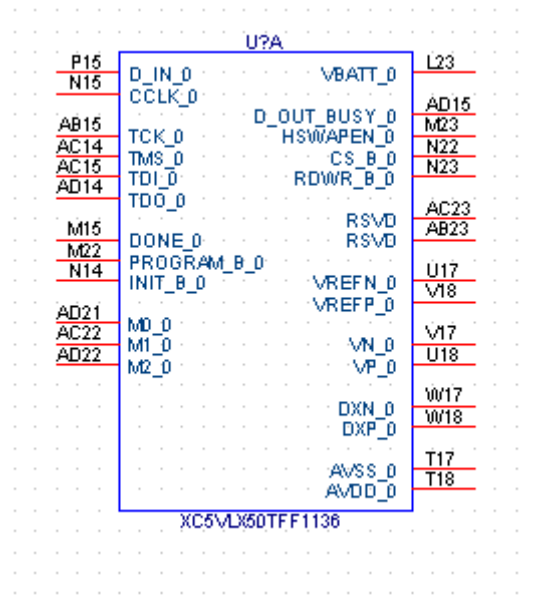 U?A
P15 D_IN_0 VBATT_0 L23
N15 CCLK_0
D_OUT_BUSY_0 AD15
AB15 TCK_0 HSWAPEN_0 M23
AC14 TMS_0 CS_B_0 N22
AC15 TDI_0 RDWR_B_0 N23
AD14 TDO_0
RSVD AC23
M15 DONE_0 RSVD AB23
M22 PROGRAM_B_0
N14 INIT_B_0 VREFN_0 U17
VREFP_0 V18
AD21 M0_0
AC22 M1_0 VN_0 V17
AD22 M2_0 VP_0 U18
DXN_0 W17
DXP_0 W18
AVSS_0 T17
AVDD_0 T18
XC5VLX50TFF1136